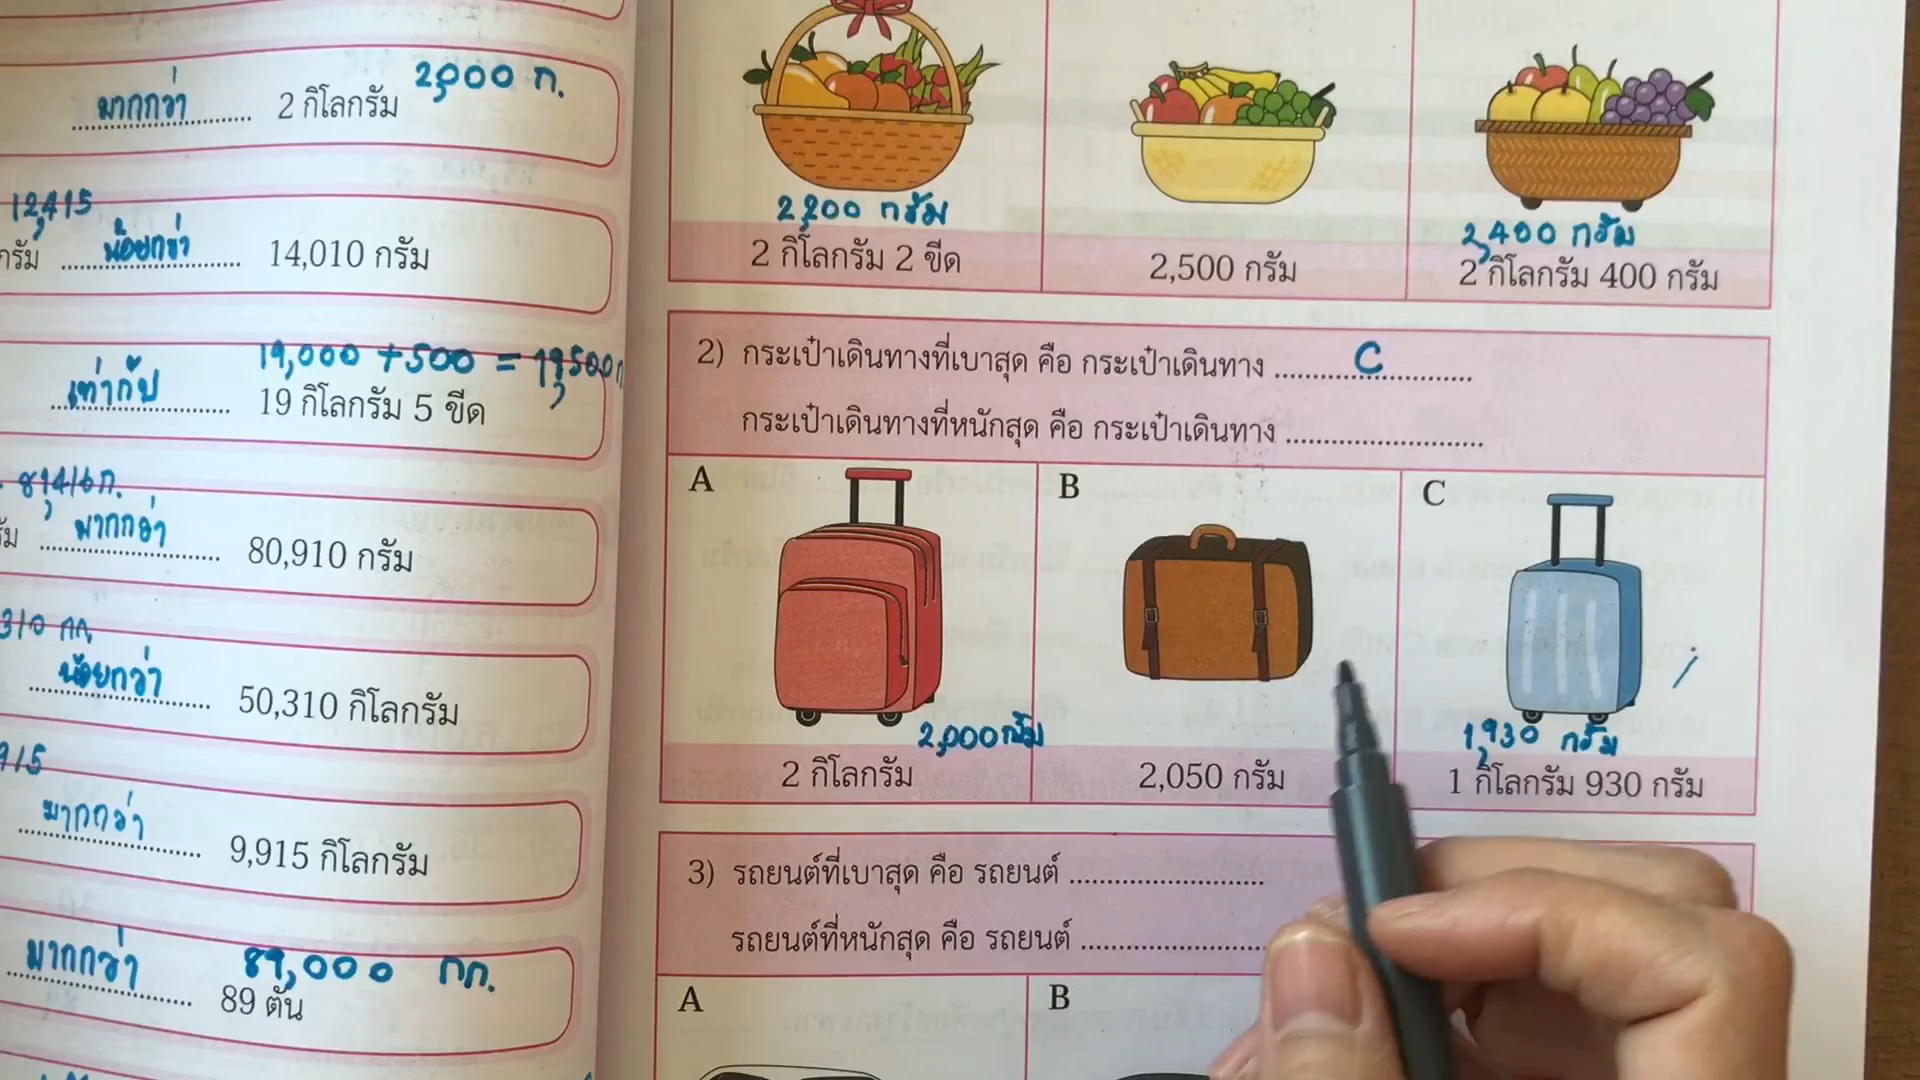 มากกว่า 2 กิโลกรัม 2,000 ก.
12,415
น้อยกว่า 14,010 กรัม
19,000 + 500 = 19,500
เท่ากับ 19 กิโลกรัม 5 ขีด
89,416 ก.
มากกว่า 80,910 กรัม
310 กก.
น้อยกว่า 50,310 กิโลกรัม
915
มากกว่า 9,915 กิโลกรัม
มากกว่า 89,000 กก.
89 ตัน
2,200 กรัม
2 กิโลกรัม 2 ขีด
2,500 กรัม
2,400 กรัม
2 กิโลกรัม 400 กรัม
2) กระเป๋าเดินทางที่เบาสุด คือ กระเป๋าเดินทาง C
กระเป๋าเดินทางที่หนักสุด คือ กระเป๋าเดินทาง
A
B
C
2,000 กรัม
2 กิโลกรัม
2,050 กรัม
1,930 กรัม
1 กิโลกรัม 930 กรัม
3) รถยนต์ที่เบาสุด คือ รถยนต์
รถยนต์ที่หนักสุด คือ รถยนต์
A
B